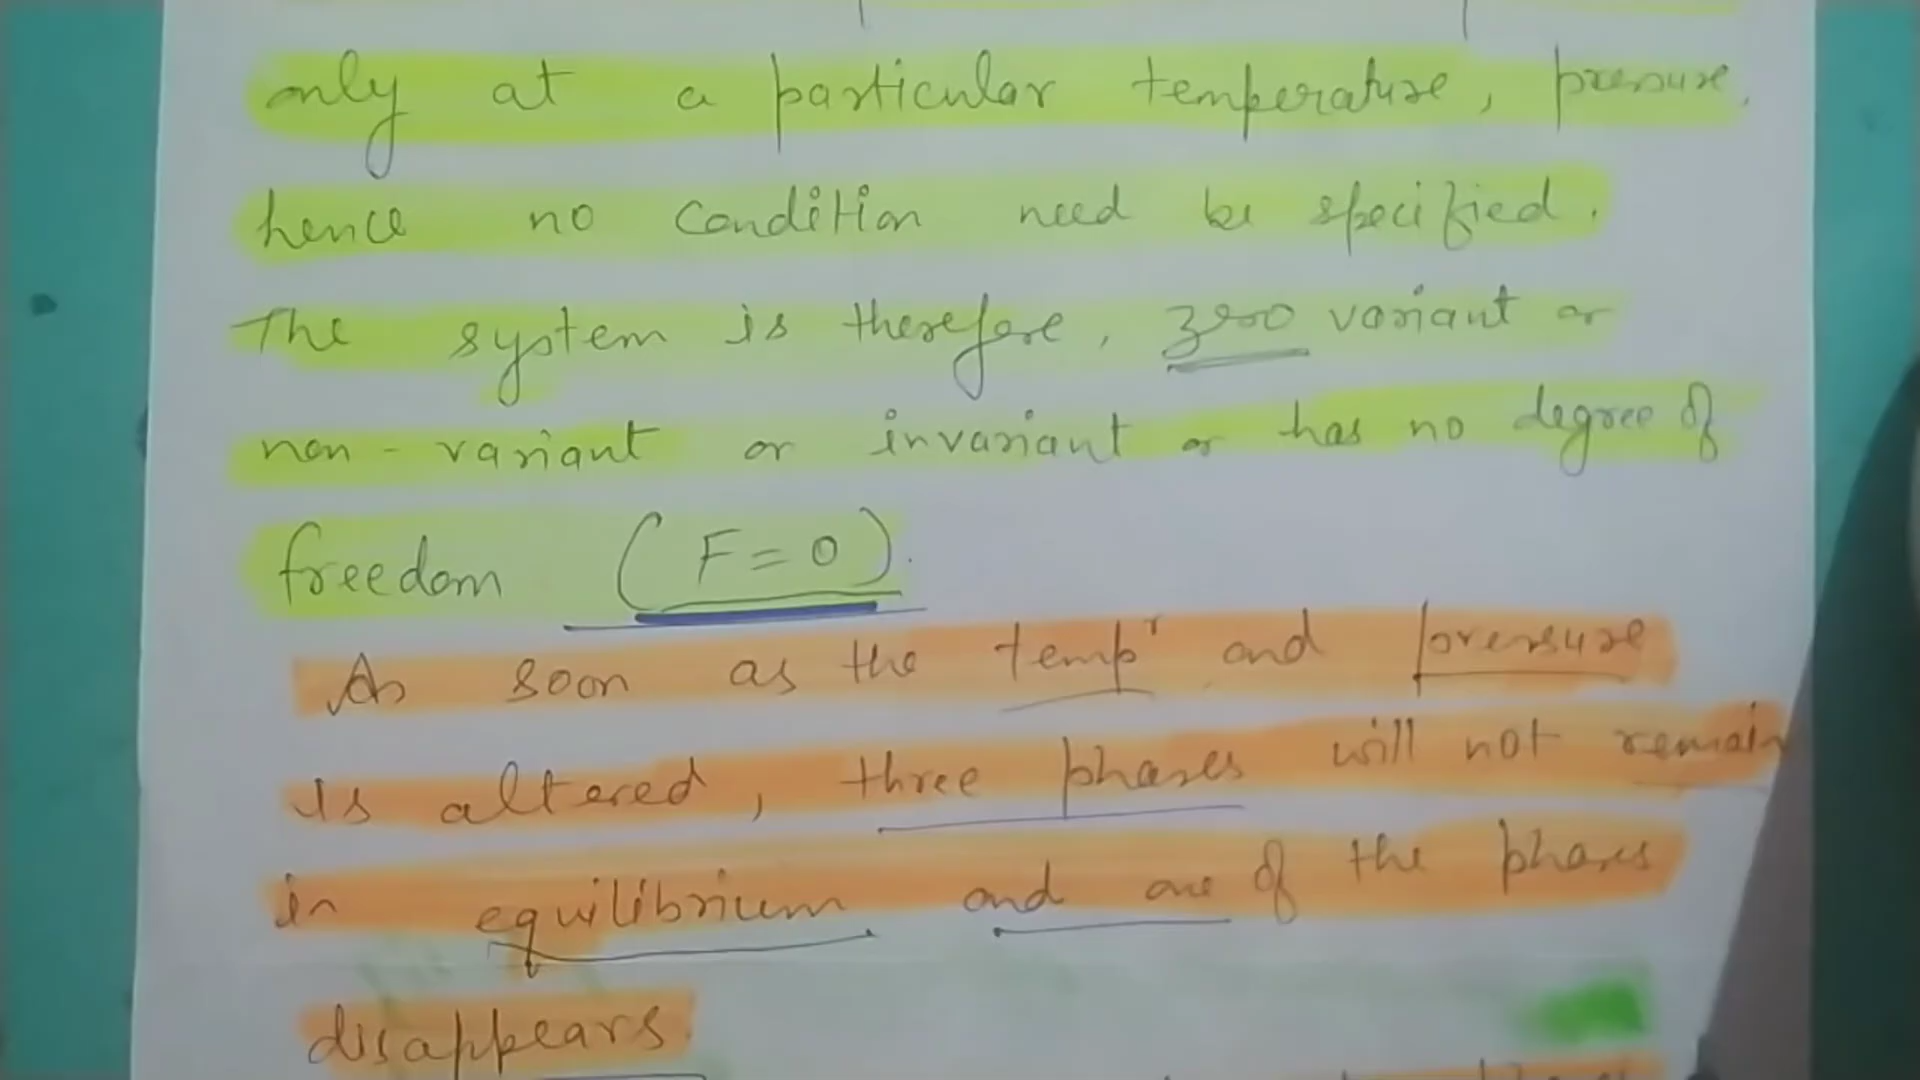 only at a particular temperature, pressure,
hence no condition need be specified.
The system is therefore, zero variant or
non-variant or invariant or has no degree of
freedom (F=0).
As soon as the tempr and pressure
is altered, three phases will not remain
in equilibrium and one of the phases
disappears.